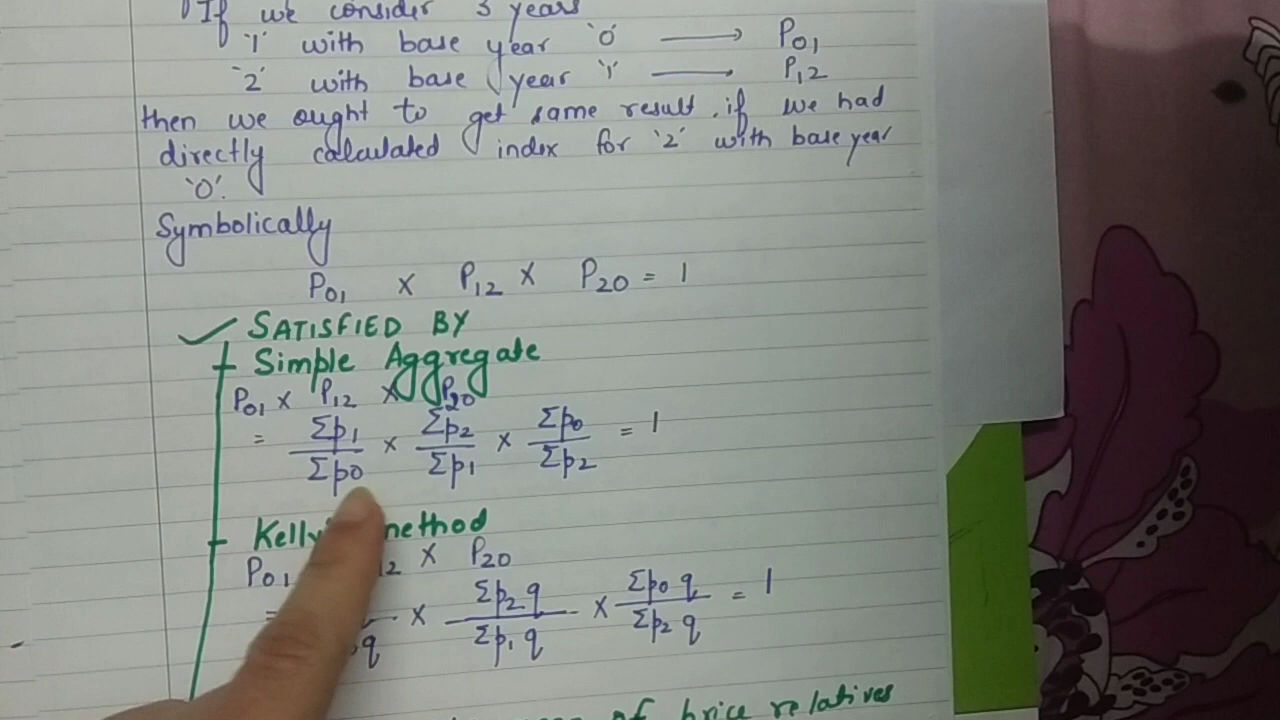 If we consider 3 years
'1' with base year '0' ⟶ P01
'2' with base year '1' ⟶ P12
then we ought to get same result, if we had
directly calculated index for '2' with base year
'0'.
Symbolically
P01 x P12 x P20 = 1
✓ SATISFIED BY
Simple Aggregate
P01 x P12 x P20
= Σp1/Σp0 x Σp2/Σp1 x Σp0/Σp2 = 1
method
P01 x P20
= x Σp2q/Σp1q x Σp0q/Σp2q = 1
of price relatives